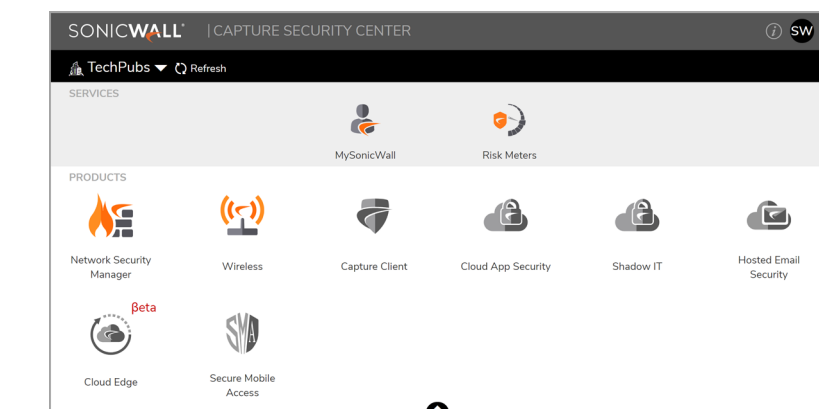 SONICWALL | CAPTURE SECURITY CENTER
i SW
TechPubs Refresh
SERVICES
MySonicWall Risk Meters
PRODUCTS
Network Security Wireless Capture Client Cloud App Security Shadow IT Hosted Email
Manager Security
βeta
SMA
Cloud Edge Secure Mobile
Access